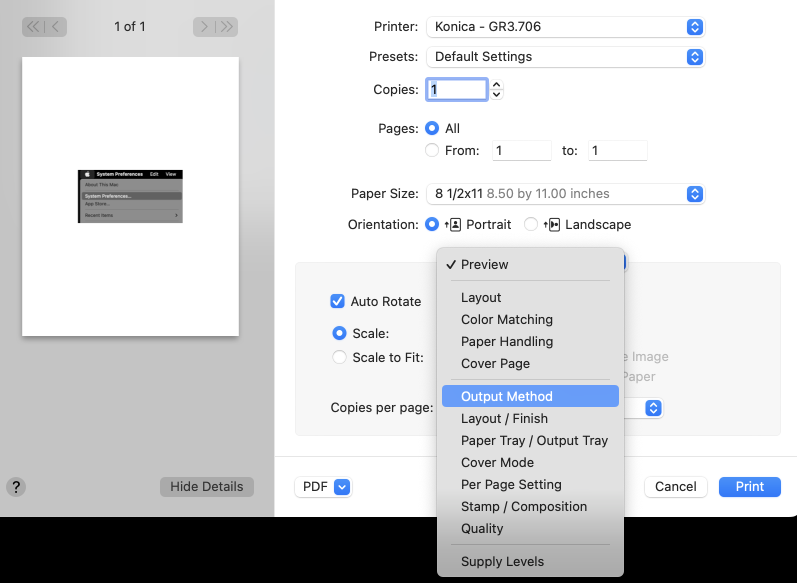 1 of 1
System Preferences Edit View
About This Mac
System Preferences...
App Store...
Recent Items
Printer: Konica - GR3.706
Presets: Default Settings
Copies: 1
Pages: All
From: 1 to: 1
Paper Size: 8 1/2x11 8.50 by 11.00 inches
Orientation: Portrait Landscape
Preview
Auto Rotate
Scale:
Scale to Fit:
e Image
Paper
Copies per page:
Layout
Color Matching
Paper Handling
Cover Page
Output Method
Layout / Finish
Paper Tray / Output Tray
Cover Mode
Per Page Setting
Stamp / Composition
Quality
Supply Levels
? Hide Details PDF Cancel Print